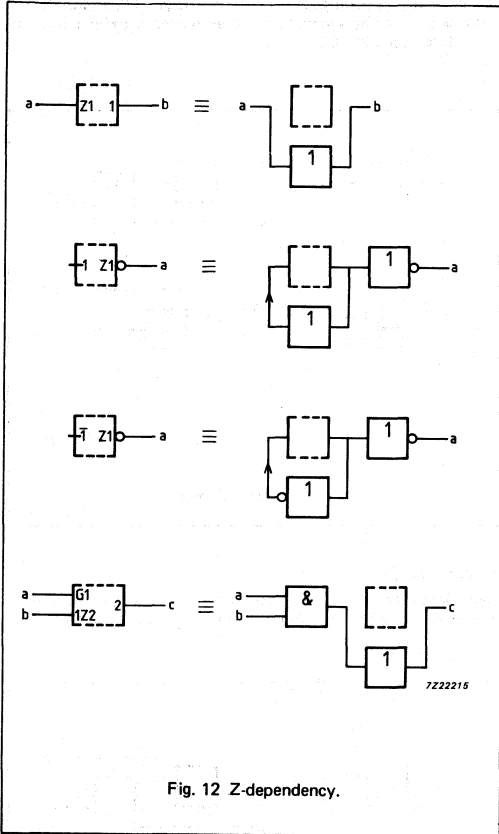 a Z1 1 b ≡ a b
1
1 Z1 a ≡ 1 a
1
1̅ Z1 a ≡ 1 a
1
a G1 2 c ≡ a & c
b 1Z2 b
1
7Z22215
Fig. 12 Z-dependency.